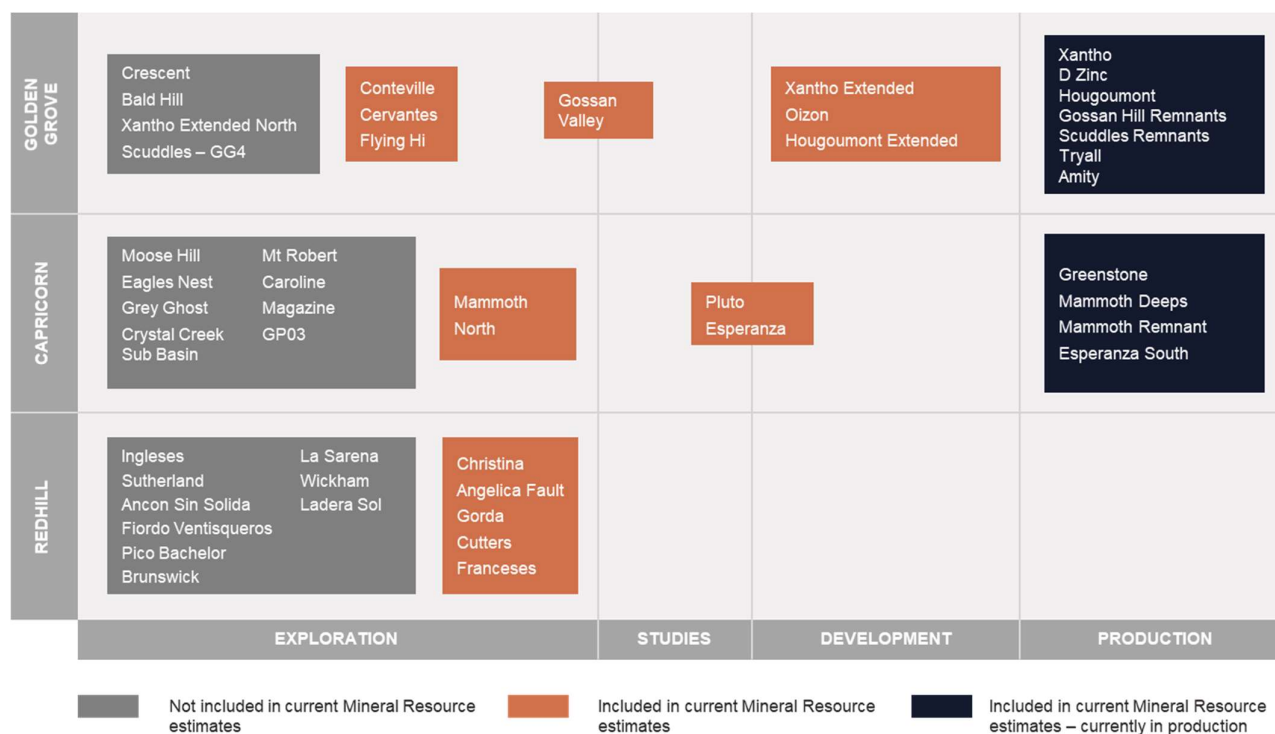 GOLDEN
GROVE
Crescent
Bald Hill
Xantho Extended North
Scuddles – GG4
Conteville
Cervantes
Flying Hi
Gossan
Valley
Xantho Extended
Oizon
Hougoumont Extended
Xantho
D Zinc
Hougoumont
Gossan Hill Remnants
Scuddles Remnants
Tryall
Amity
CAPRICORN
Moose Hill
Eagles Nest
Grey Ghost
Crystal Creek
Sub Basin
Mt Robert
Caroline
Magazine
GP03
Mammoth
North
Pluto
Esperanza
Greenstone
Mammoth Deeps
Mammoth Remnant
Esperanza South
REDHILL
Ingleses
Sutherland
Ancon Sin Solida
Fiordo Ventisqueros
Pico Bachelor
Brunswick
La Sarena
Wickham
Ladera Sol
Christina
Angelica Fault
Gorda
Cutters
Franceses
EXPLORATION
STUDIES
DEVELOPMENT
PRODUCTION
Not included in current Mineral Resource
estimates
Included in current Mineral Resource
estimates
Included in current Mineral Resource
estimates – currently in production